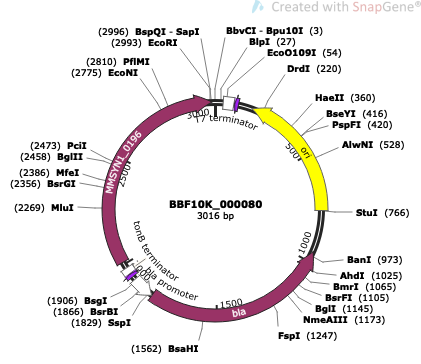 Created with SnapGene®
(2996) BspQI - SapI
(2993) EcoRI
(2810) PflMI
(2775) EcoNI
(2473) PciI
(2458) BglII
(2386) MfeI
(2356) BsrGI
(2269) MluI
(1906) BsgI
(1866) BsrBI
(1829) SspI
(1562) BsaHI
BbvCI - Bpu10I (3)
BlpI (27)
EcoO109I (54)
DrdI (220)
HaeII (360)
BseYI (416)
PspFI (420)
AlwNI (528)
StuI (766)
BanI (973)
AhdI (1025)
BmrI (1065)
BsrFI (1105)
BglI (1145)
NmeAIII (1173)
FspI (1247)
3000
T7 terminator
500
ori
1000
1500
bla
bla promoter
tonB terminator
2500
MMSYN1_0196
BBF10K_000080
3016 bp